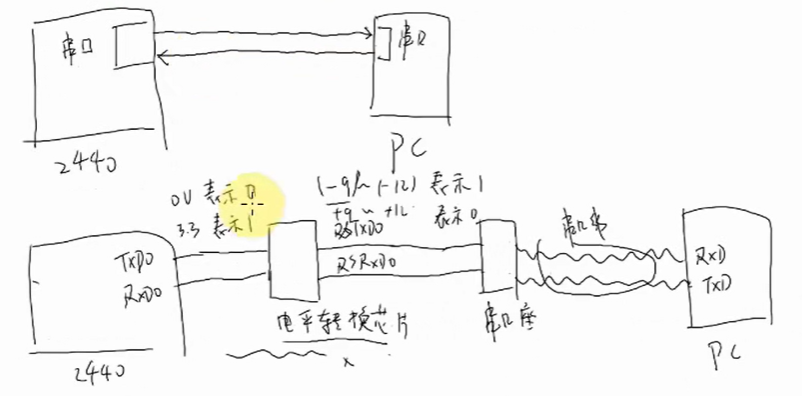 串口
串口
2440
PC
0V 表示 0
3.3 表示 1
(-9~(-12) 表示 1
+9 ~ +12. 表示 0
TXD0
RXD0
RSTXD0
RSRXD0
串口线
RXD
TXD
电平转换芯片
串口座
2440
x
PC